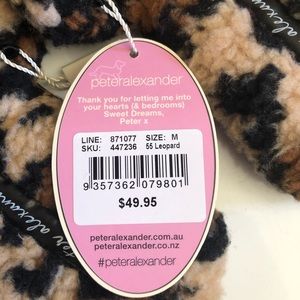 peteralexander
Thank you for letting me into
your hearts (& bedrooms)
Sweet Dreams,
Peter x
LINE: 871077 SIZE: M
SKU: 447236 55 Leopard
9 357362 079801
$49.95
peteralexander.com.au
peteralexander.co.nz
#peteralexander